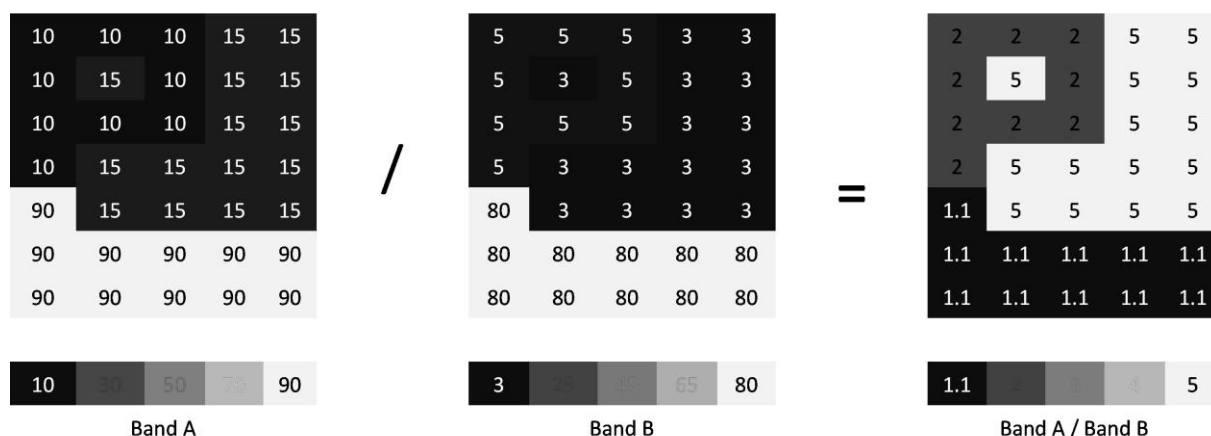 10 10 10 15 15
10 15 10 15 15
10 10 10 15 15
10 15 15 15 15
90 15 15 15 15
90 90 90 90 90
90 90 90 90 90
10 30 50 75 90
Band A
/
5 5 5 3 3
5 3 5 3 3
5 5 5 3 3
5 3 3 3 3
80 3 3 3 3
80 80 80 80 80
80 80 80 80 80
3 25 45 65 80
Band B
=
2 2 2 5 5
2 5 2 5 5
2 2 2 5 5
2 5 5 5 5
1.1 5 5 5 5
1.1 1.1 1.1 1.1 1.1
1.1 1.1 1.1 1.1 1.1
1.1 2 3 4 5
Band A / Band B